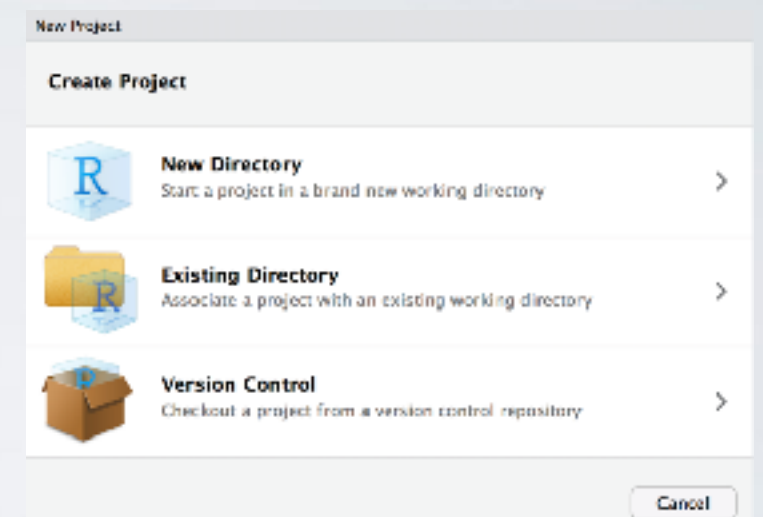 New Project
Create Project
R
New Directory
Start a project in a brand new working directory
R
Existing Directory
Associate a project with an existing working directory
R
Version Control
Checkout a project from a version control repository
Cancel